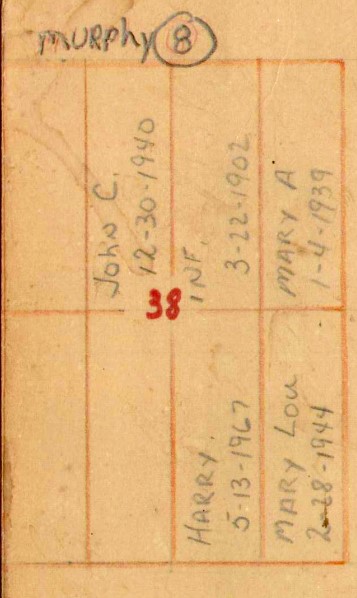 MURPHY 8
John C.
12-30-1940
INF.
3-22-1902
MARY A
1-4-1939
38
HARRY.
5-13-1967
MARY LOU
2-28-1944